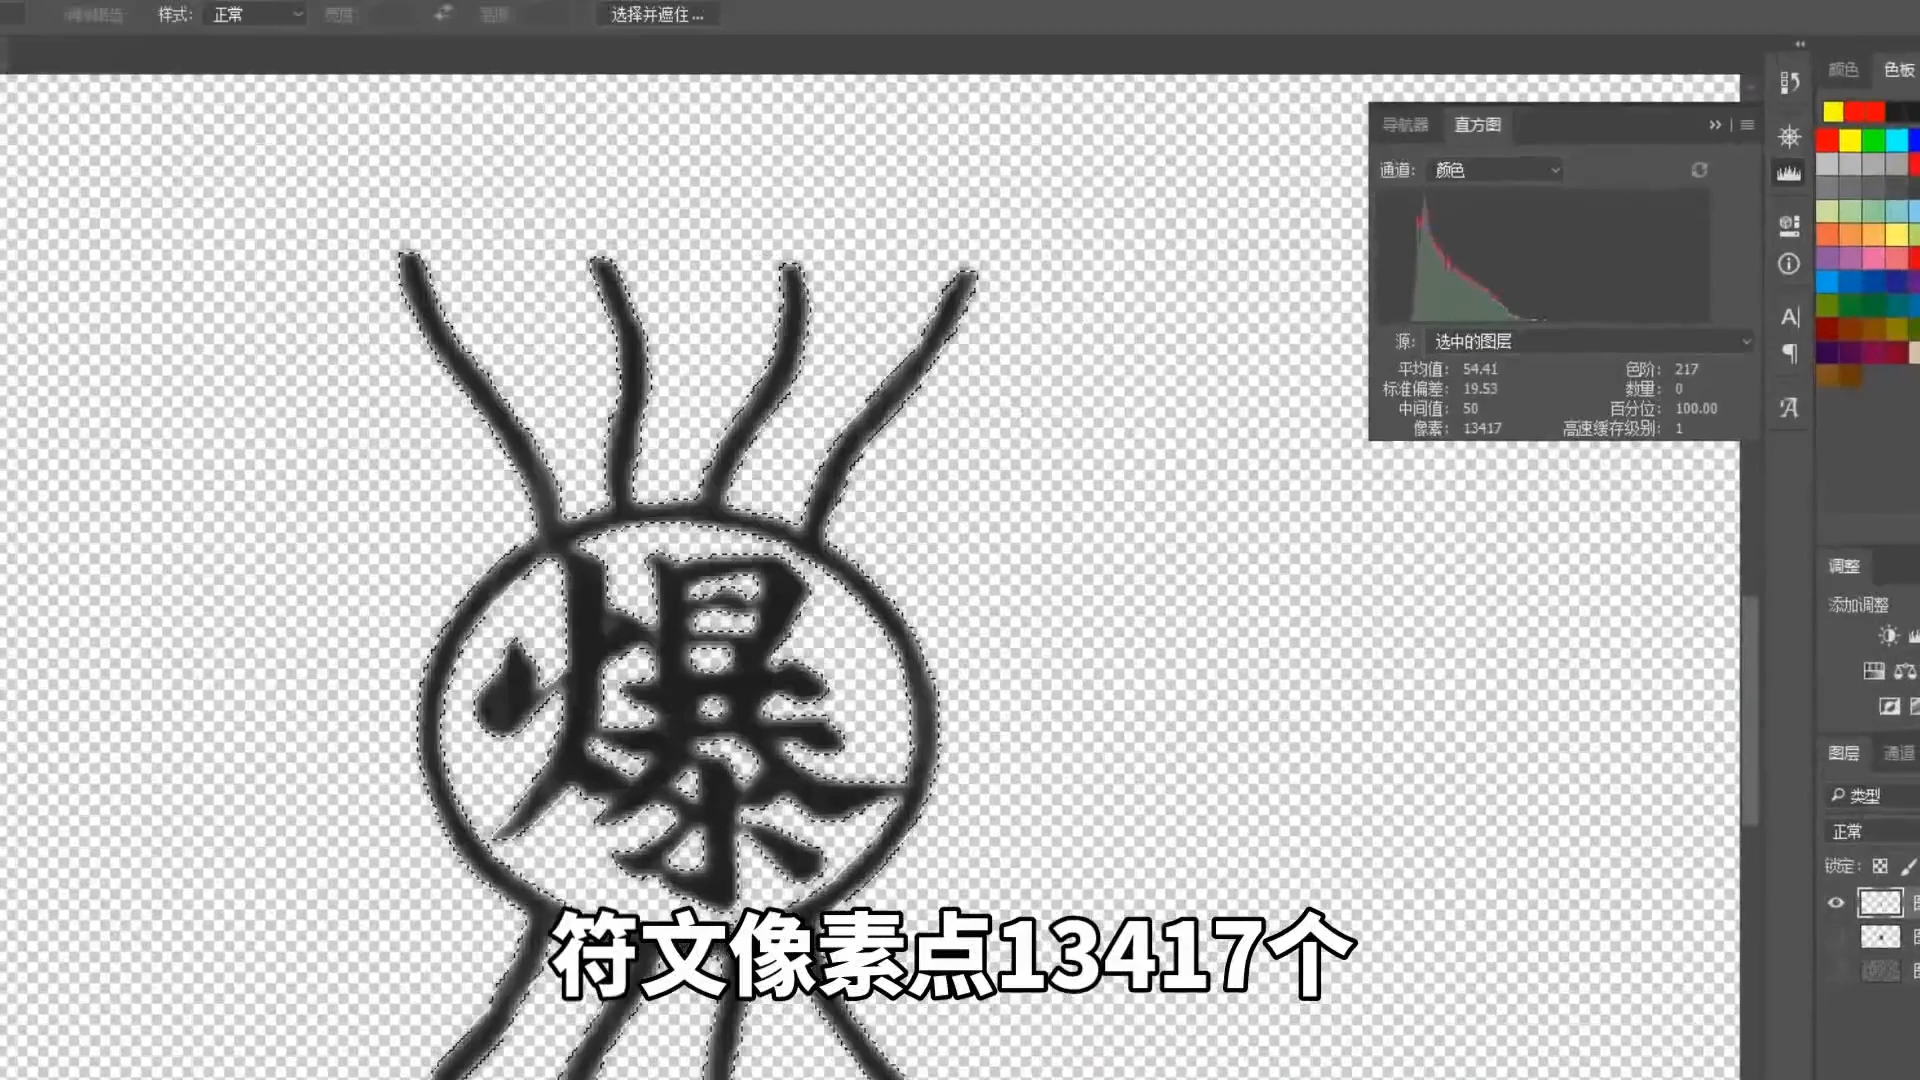 样式: 正常 选择并遮住 ...
颜色 色板
导航器 直方图
通道: 颜色
源: 选中的图层
平均值: 54.41 色阶: 217
标准偏差: 19.53 数量: 0
中间值: 50 百分位: 100.00
像素: 13417 高速缓存级别: 1
爆
调整
添加调整
图层 通道
类型
正常
锁定:
符文像素点13417个